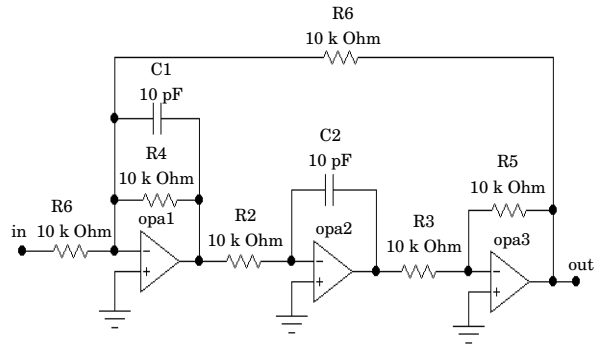 R6
10 k Ohm
C1
10 pF
R4
10 k Ohm
in
R6
10 k Ohm
opa1
−
+
R2
10 k Ohm
C2
10 pF
opa2
−
+
R3
10 k Ohm
R5
10 k Ohm
opa3
−
+
out